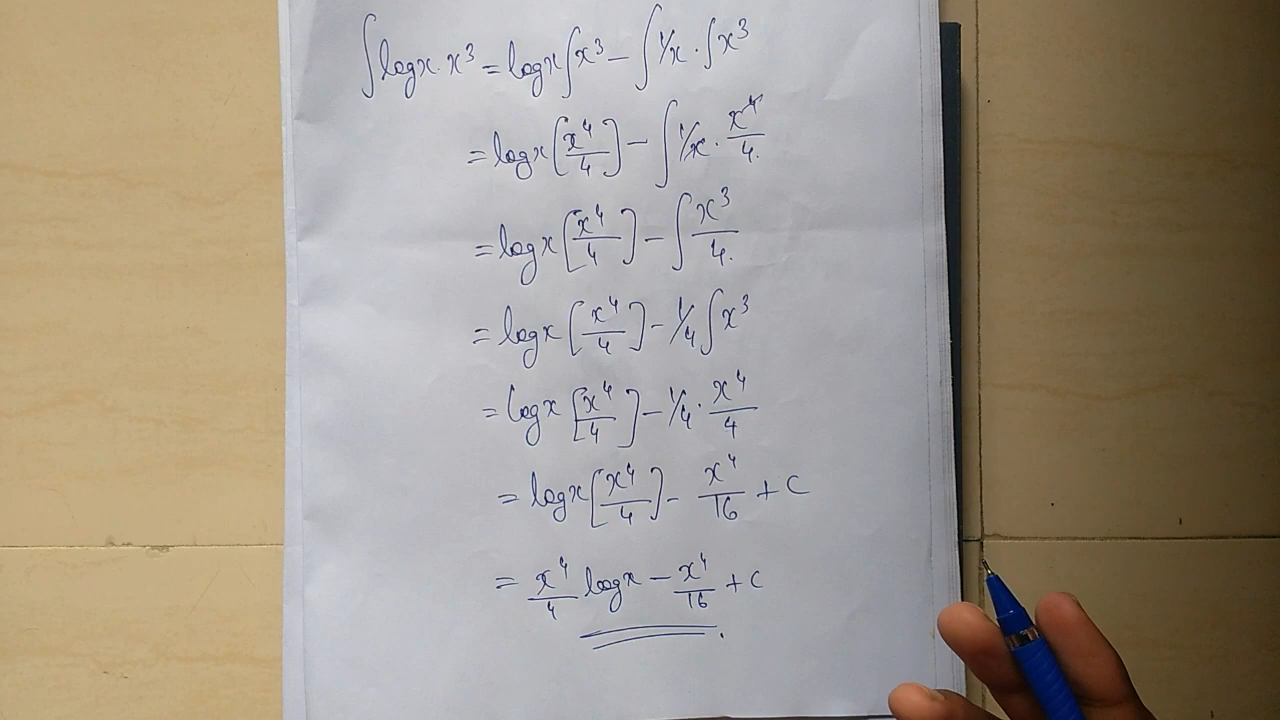 ∫logx·x³ = logx∫x³ − ∫1/x·∫x³
= logx[x⁴/4] − ∫1/x·x⁴/4.
= logx[x⁴/4] − ∫x³/4.
= logx[x⁴/4] − 1/4∫x³
= logx[x⁴/4] − 1/4·x⁴/4
= logx[x⁴/4] − x⁴/16 + c
= x⁴/4 logx − x⁴/16 + c